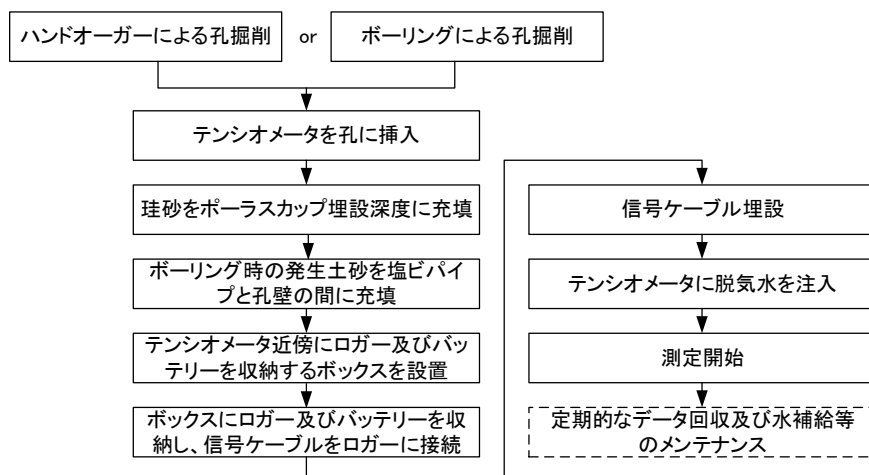 ハンドオーガーによる孔掘削
or
ボーリングによる孔掘削
テンシオメータを孔に挿入
珪砂をポーラスカップ埋設深度に充填
ボーリング時の発生土砂を塩ビパイ
プと孔壁の間に充填
テンシオメータ近傍にロガー及びバッ
テリーを収納するボックスを設置
ボックスにロガー及びバッテリーを収
納し、信号ケーブルをロガーに接続
信号ケーブル埋設
テンシオメータに脱気水を注入
測定開始
定期的なデータ回収及び水補給等
のメンテナンス